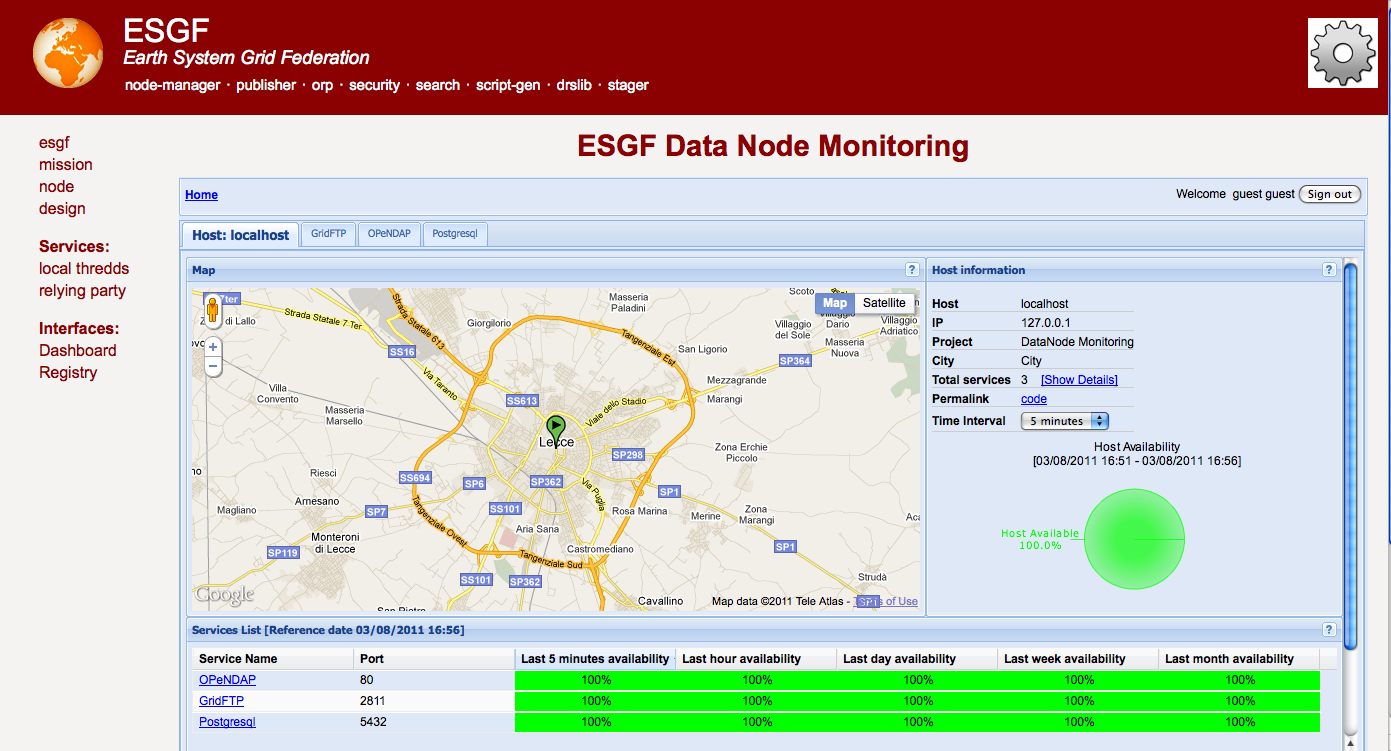 ESGF
Earth System Grid Federation
node-manager · publisher · orp · security · search · script-gen · drslib · stager
esgf
mission
node
design
Services:
local thredds
relying party
Interfaces:
Dashboard
Registry
ESGF Data Node Monitoring
Home
Welcome guest guest Sign out
Host: localhost GridFTP OPeNDAP Postgresql
Map ?
Map Satellite
Strada Statale 7 Ter
Strada Statale 613
Giorgilorio
Masseria
Paladini
Scoto
Villaggio
del Sole
Villaggio
Dario
Villaggio
Adriatico
Masseria
Nuova
di Lallo
SS16
Tangenziale Est
San Ligorio
SP364
Via Taranto
Villa
Convento
Mezzagrande
Marangi
SS613
Viale dello Stadio
Masseria
Marsello
Lecce
SP298
Zona Erchie
Piccolo
Riesci
SS694
SP6
SP362
Via Puglia
SP1
Arnesano
Magliano
SP7
SS101
Rosa Marina
Merine
Zona
Marangi
Aca
Monteroni
di Lecce
Tangenziale Ovest
Aria Sana
SP119
Castromediano
SP1
Tangenziale Sud
SS101
SP362
Strudà
Cavallino
San Pietro
Google
Map data ©2011 Tele Atlas - Terms of Use
SP1
Host information ?
Host localhost
IP 127.0.0.1
Project DataNode Monitoring
City City
Total services 3 [Show Details]
Permalink code
Time Interval 5 minutes
Host Availability
[03/08/2011 16:51 - 03/08/2011 16:56]
Host Available
100.0%
Services List [Reference date 03/08/2011 16:56] ?
Service Name Port Last 5 minutes availability Last hour availability Last day availability Last week availability Last month availability
OPeNDAP 80 100% 100% 100% 100% 100%
GridFTP 2811 100% 100% 100% 100% 100%
Postgresql 5432 100% 100% 100% 100% 100%